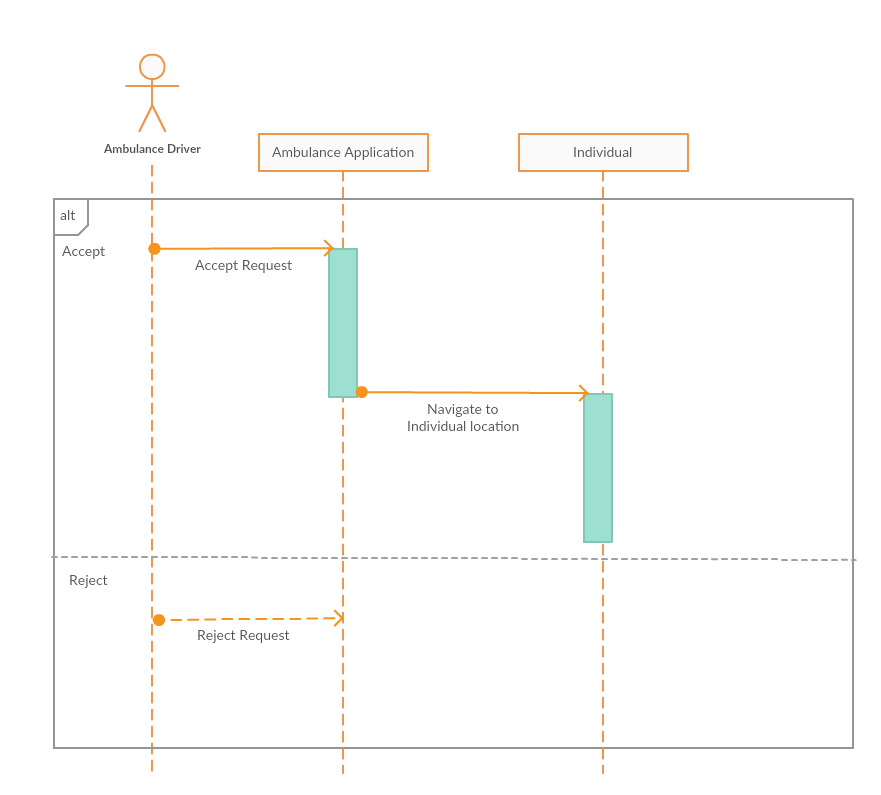 Ambulance Driver
Ambulance Application
Individual
alt
Accept
Accept Request
Navigate to
Individual location
Reject
Reject Request